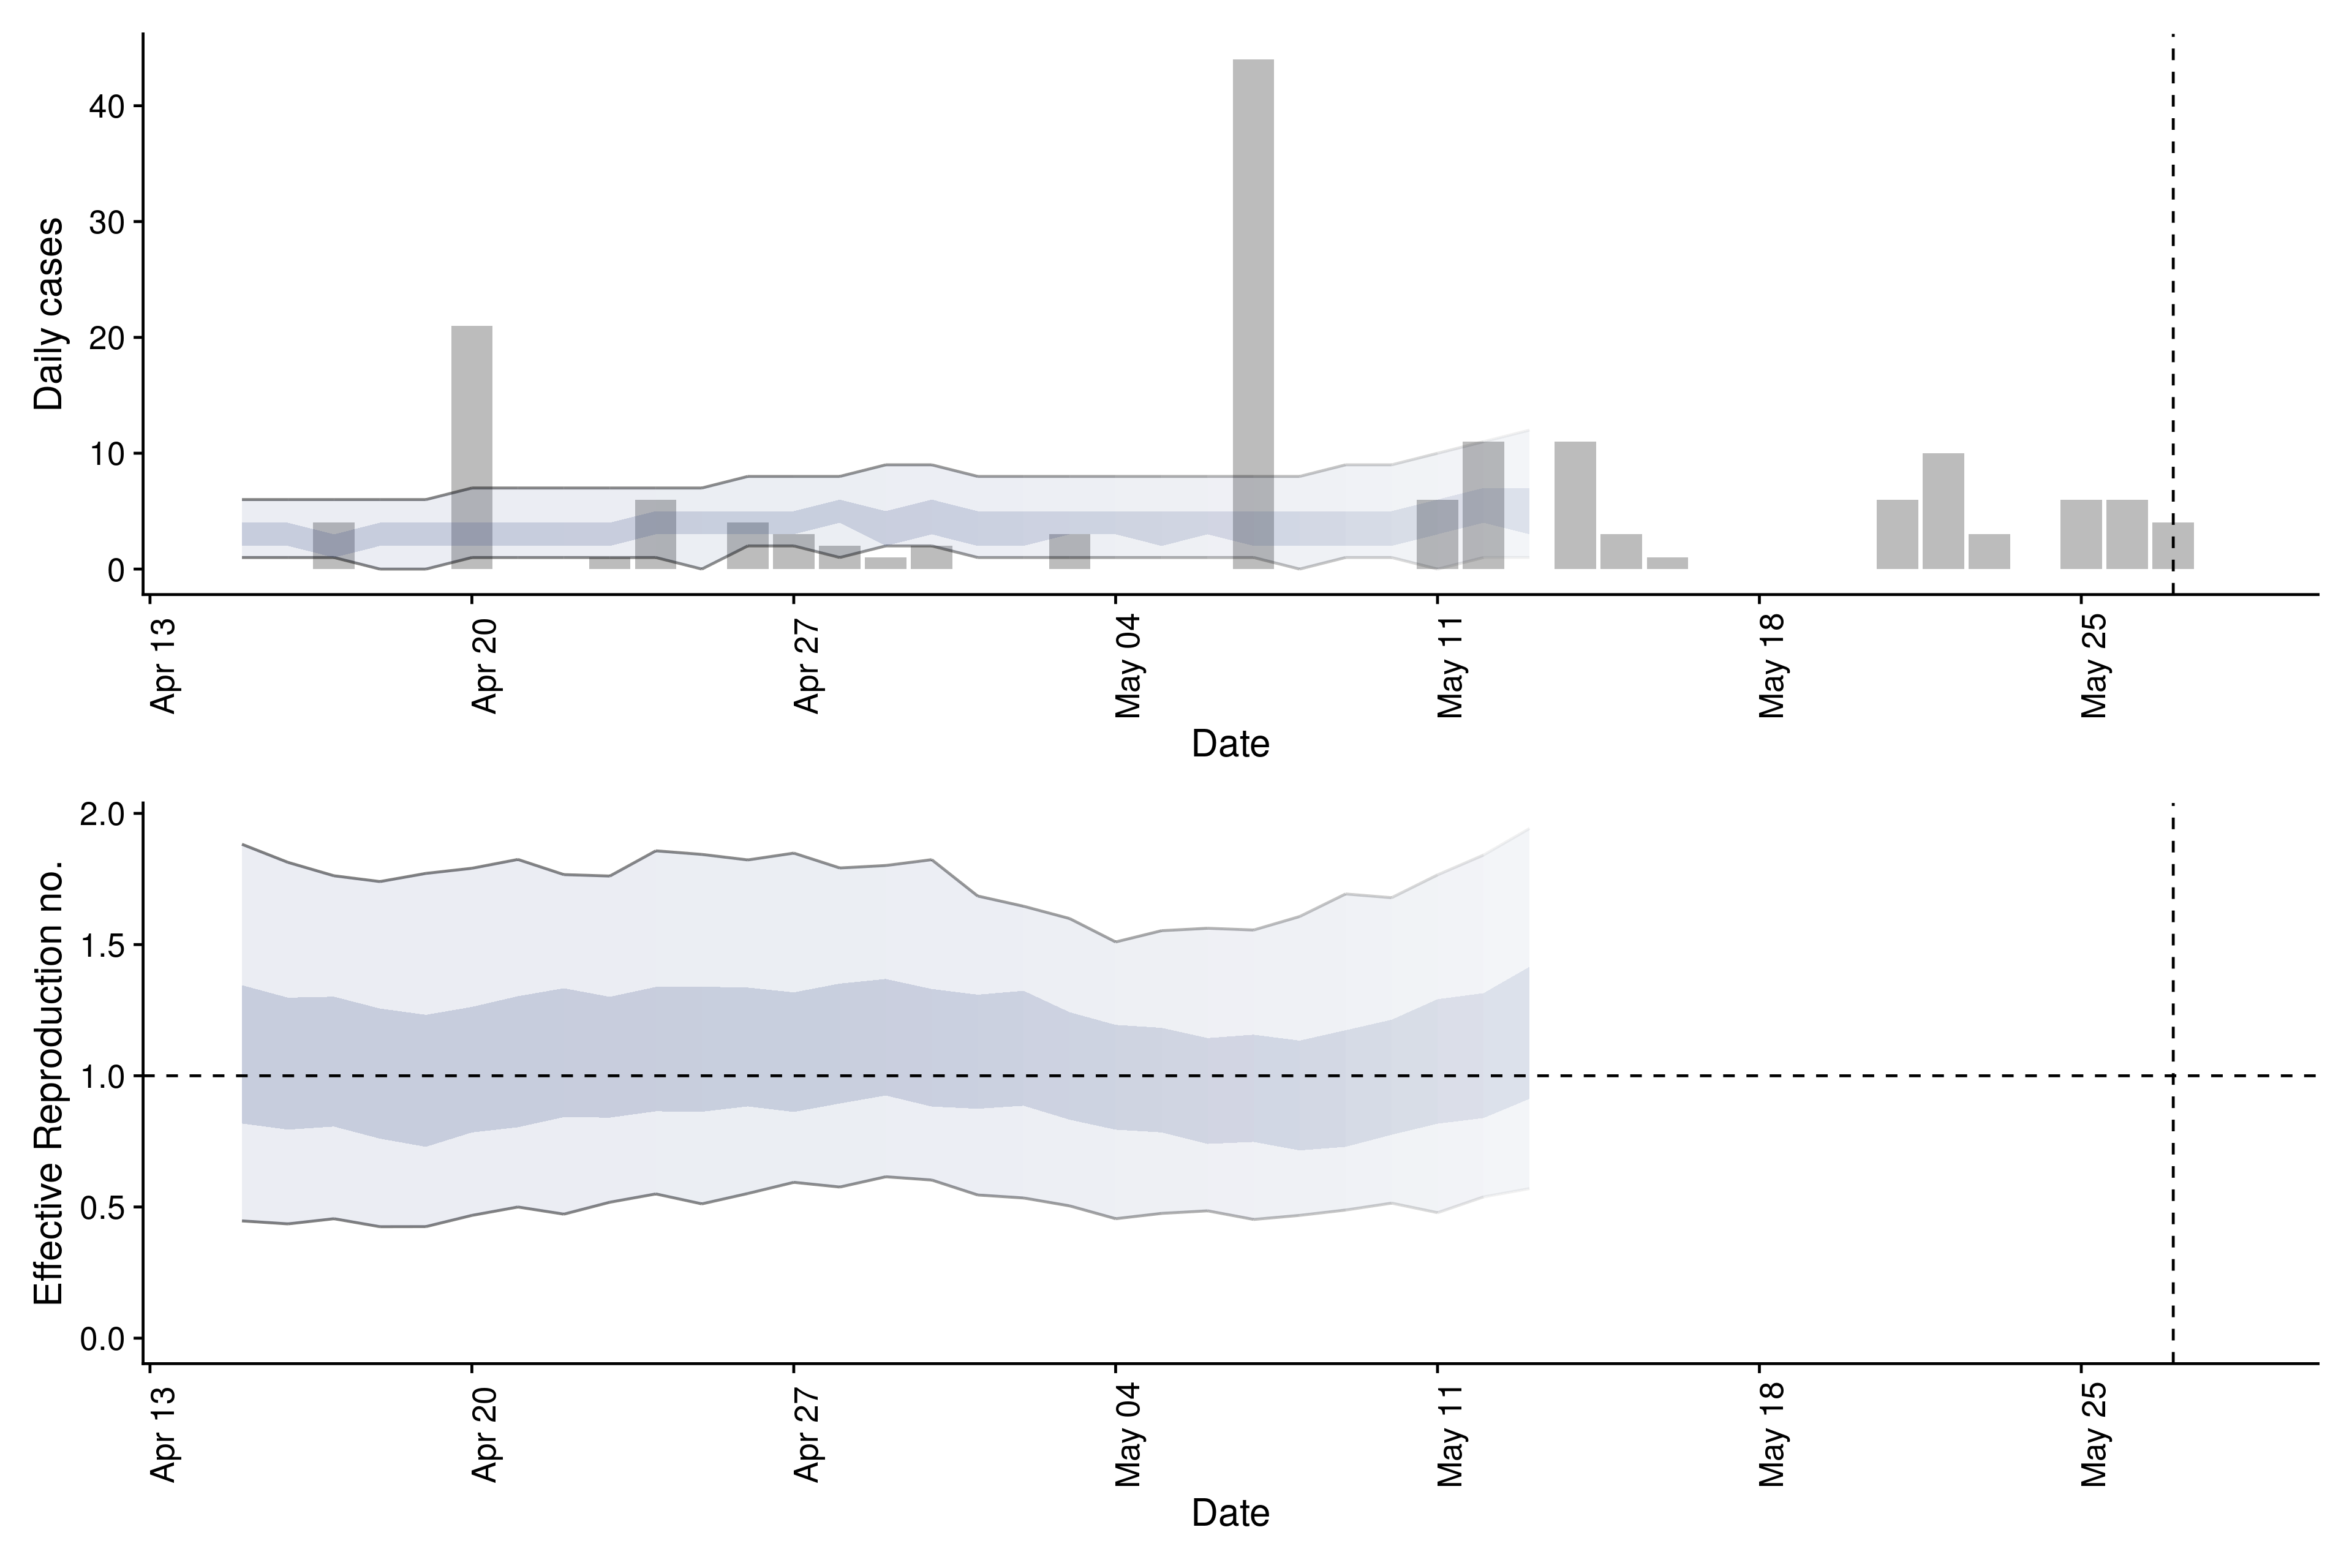 Daily cases
40
30
20
10
0
Apr 13
Apr 20
Apr 27
May 04
May 11
May 18
May 25
Date
Effective Reproduction no.
2.0
1.5
1.0
0.5
0.0
Apr 13
Apr 20
Apr 27
May 04
May 11
May 18
May 25
Date